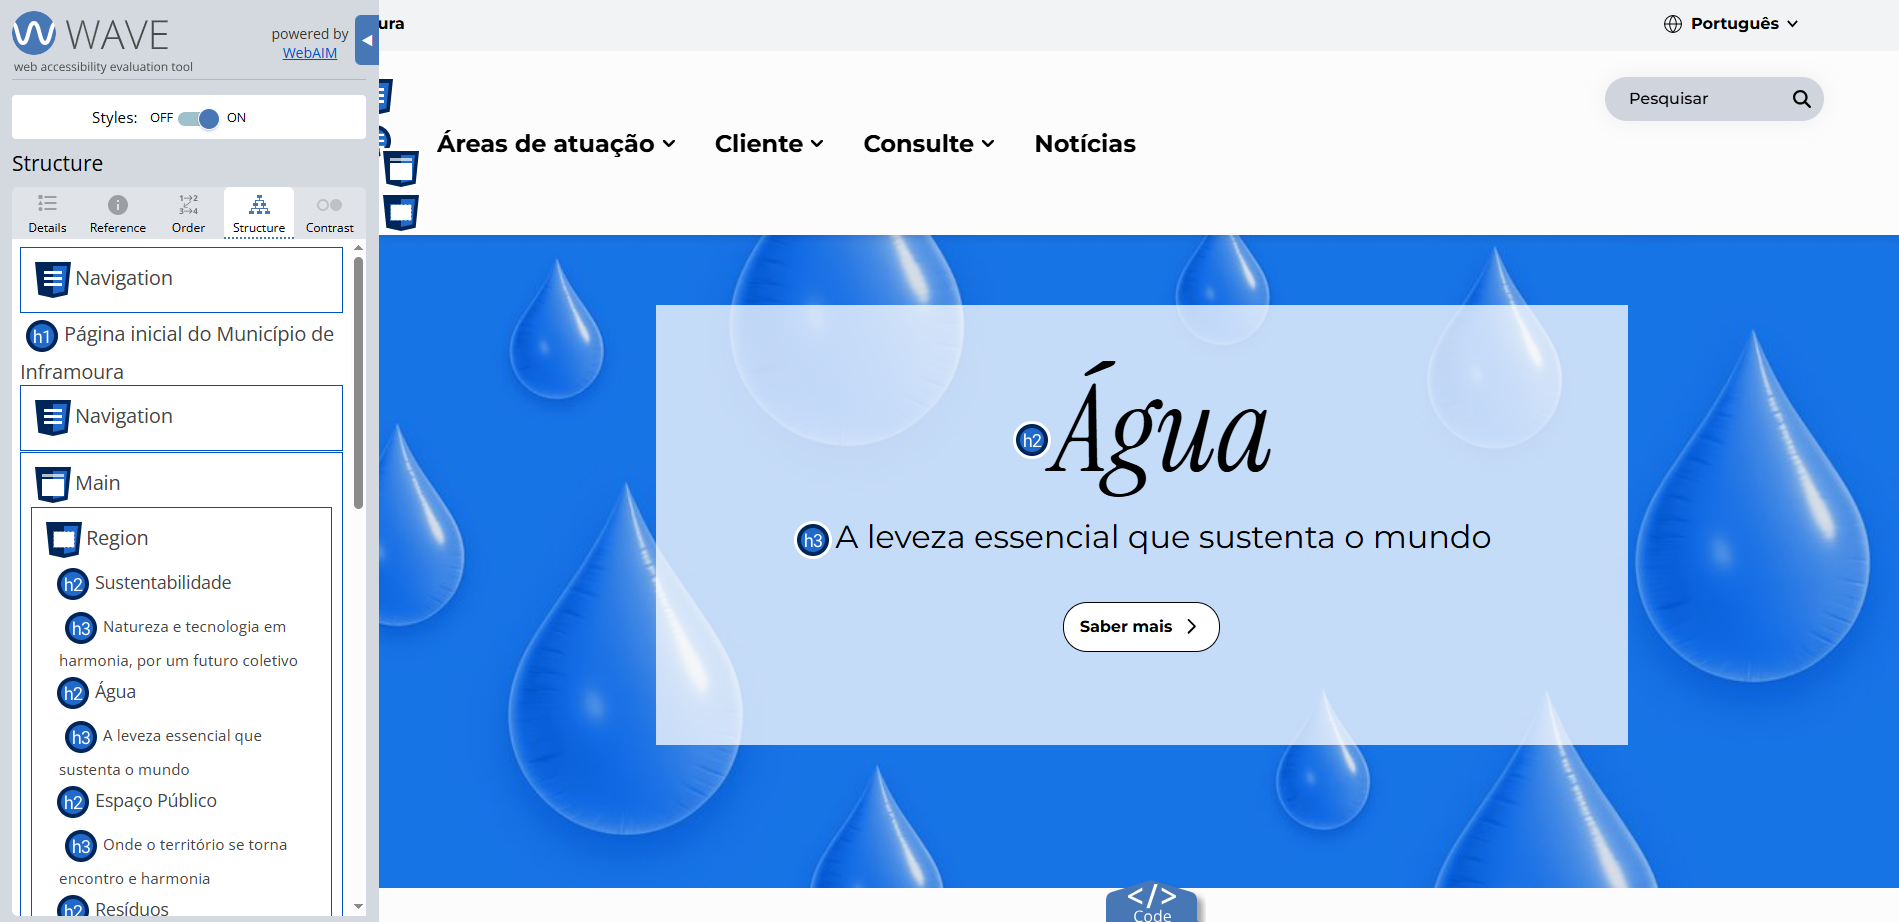 WAVE
web accessibility evaluation tool
powered by
WebAIM
Styles: OFF ON
Structure
Details Reference Order Structure Contrast
Navigation
h1 Página inicial do Município de
Inframoura
Navigation
Main
Region
h2 Sustentabilidade
h3 Natureza e tecnologia em
harmonia, por um futuro coletivo
h2 Água
h3 A leveza essencial que
sustenta o mundo
h2 Espaço Público
h3 Onde o território se torna
encontro e harmonia
h2 Resíduos
ura
Português
Pesquisar
Áreas de atuação Cliente Consulte Notícias
h2 Água
h3 A leveza essencial que sustenta o mundo
Saber mais
</>
Code